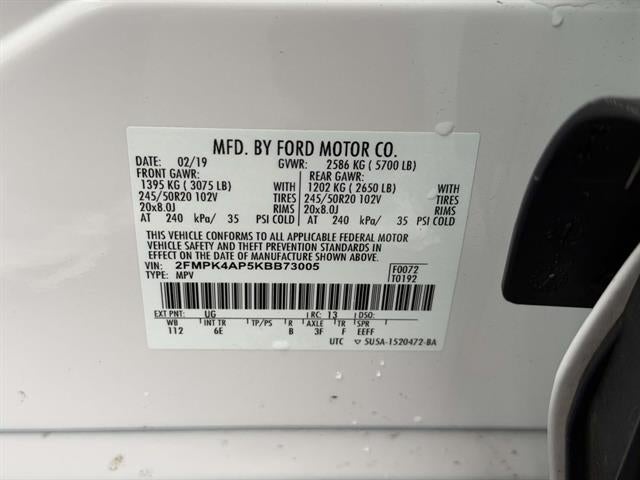 MFD. BY FORD MOTOR CO.
DATE: 02/19 GVWR: 2586 KG ( 5700 LB)
FRONT GAWR: REAR GAWR:
1395 KG ( 3075 LB) WITH 1202 KG ( 2650 LB) WITH
245/50R20 102V TIRES 245/50R20 102V TIRES
20x8.0J RIMS 20x8.0J RIMS
AT 240 kPa/ 35 PSI COLD AT 240 kPa/ 35 PSI COLD
THIS VEHICLE CONFORMS TO ALL APPLICABLE FEDERAL MOTOR
VEHICLE SAFETY AND THEFT PREVENTION STANDARDS IN
EFFECT ON THE DATE OF MANUFACTURE SHOWN ABOVE.
VIN: 2FMPK4AP5KBB73005 F0072
TYPE: MPV T0192
EXT PNT: UG RC: 13 DSO:
WB INT TR TP/PS R AXLE TR SPR
112 6E B 3F F EEFF
UTC ▽ 5U5A-1520472-BA